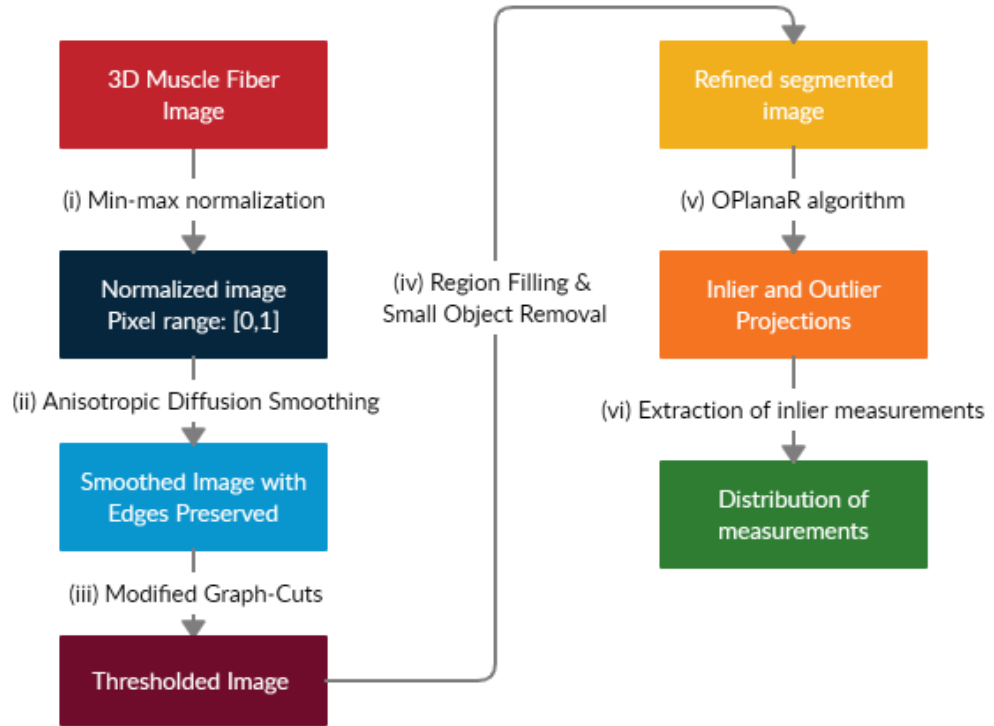 3D Muscle Fiber
Image
(i) Min-max normalization
Normalized image
Pixel range: [0,1]
(ii) Anisotropic Diffusion Smoothing
Smoothed Image with
Edges Preserved
(iii) Modified Graph-Cuts
Thresholded Image
(iv) Region Filling &
Small Object Removal
Refined segmented
image
(v) OPlanaR algorithm
Inlier and Outlier
Projections
(vi) Extraction of inlier measurements
Distribution of
measurements